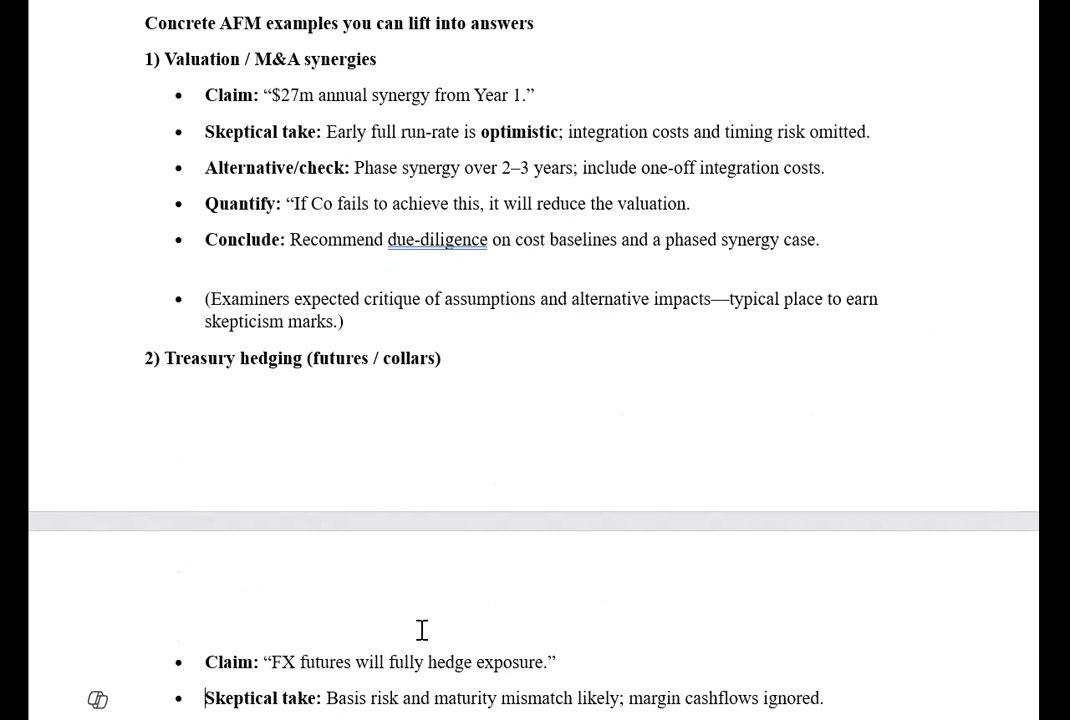 Concrete AFM examples you can lift into answers
1) Valuation / M&A synergies
• Claim: “$27m annual synergy from Year 1.”
• Skeptical take: Early full run-rate is optimistic; integration costs and timing risk omitted.
• Alternative/check: Phase synergy over 2–3 years; include one-off integration costs.
• Quantify: “If Co fails to achieve this, it will reduce the valuation.
• Conclude: Recommend due-diligence on cost baselines and a phased synergy case.
• (Examiners expected critique of assumptions and alternative impacts—typical place to earn
skepticism marks.)
2) Treasury hedging (futures / collars)
• Claim: “FX futures will fully hedge exposure.”
• Skeptical take: Basis risk and maturity mismatch likely; margin cashflows ignored.